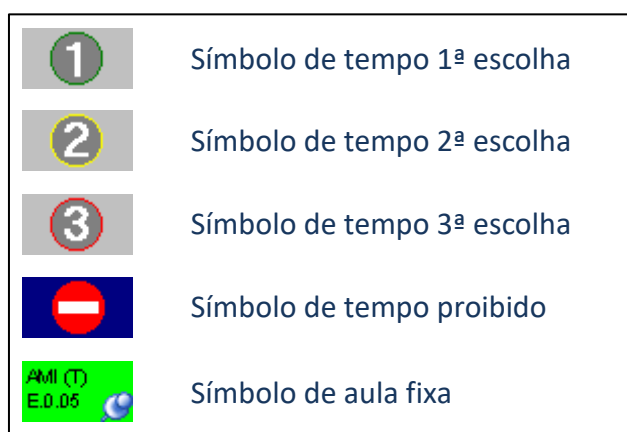 1
Símbolo de tempo 1ª escolha
2
Símbolo de tempo 2ª escolha
3
Símbolo de tempo 3ª escolha
Símbolo de tempo proibido
AMI (T)
E.0.05
Símbolo de aula fixa